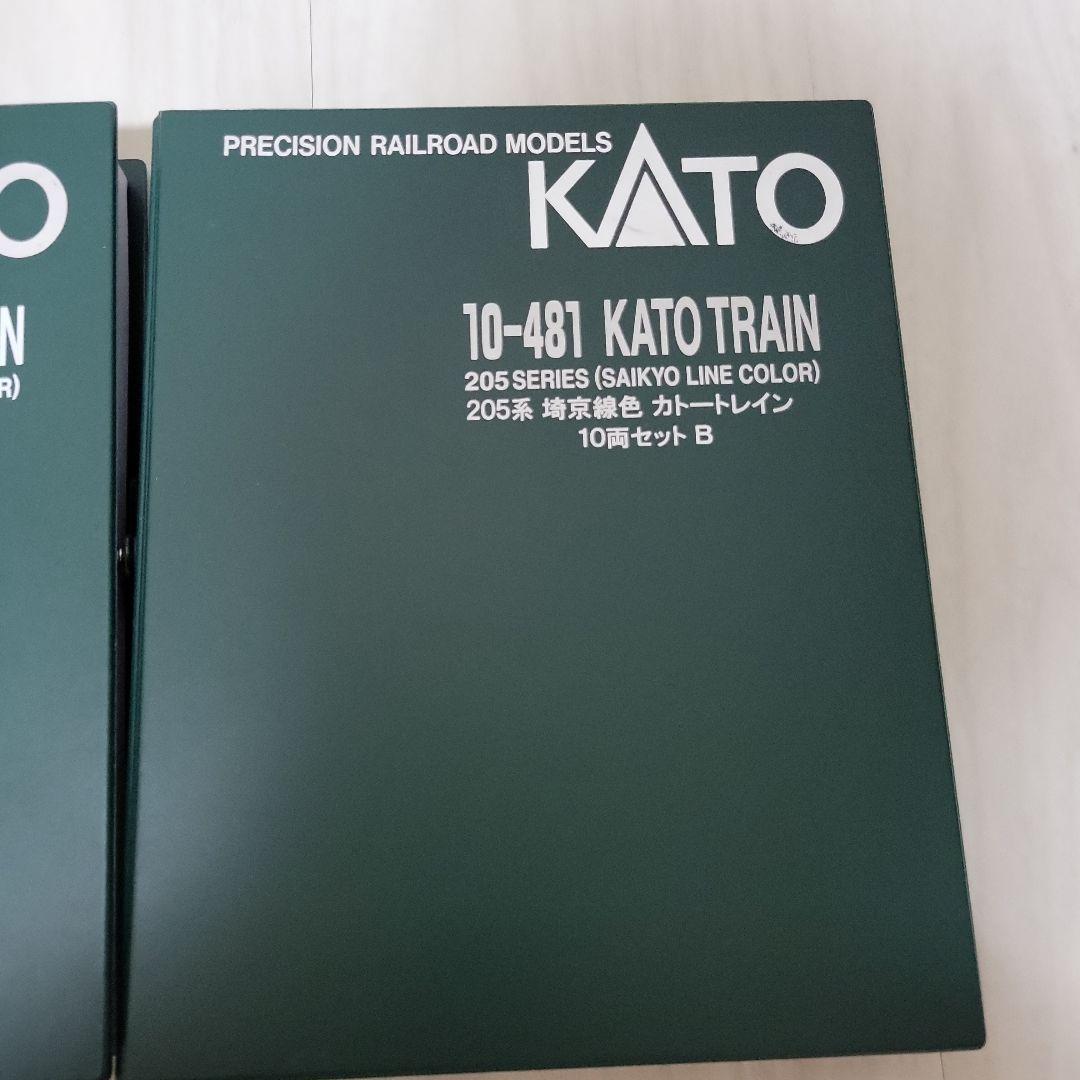 O
N
R)
PRECISION RAILROAD MODELS
KATO
10-481 KATO TRAIN
205 SERIES (SAIKYO LINE COLOR)
205系 埼京線色 カトートレイン
10両セット B